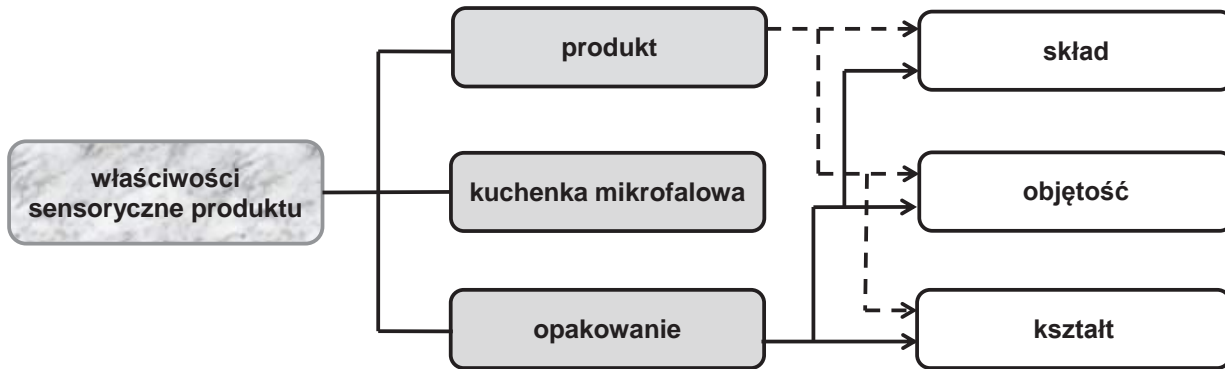 produkt
skład
właściwości
sensoryczne produktu
kuchenka mikrofalowa
objętość
opakowanie
kształt